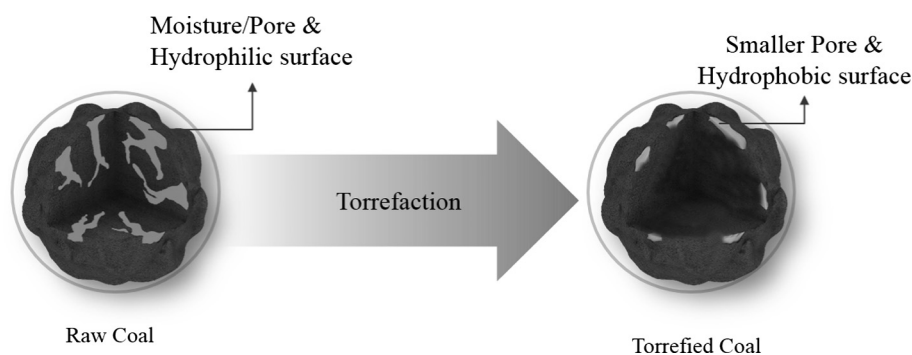 Moisture/Pore &
Hydrophilic surface
Smaller Pore &
Hydrophobic surface
Torrefaction
Raw Coal
Torrefied Coal